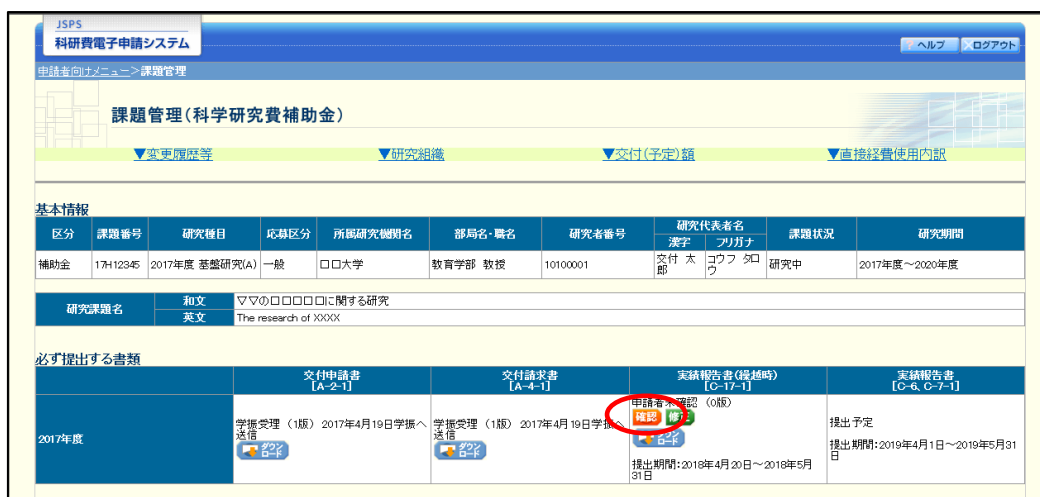 JSPS
科研費電子申請システム
ヘルプ ログアウト
申請者向けメニュー>課題管理
課題管理(科学研究費補助金)
▼変更履歴等 ▼研究組織 ▼交付(予定)額 ▼直接経費使用内訳
基本情報
区分 課題番号 研究種目 応募区分 所属研究機関名 部局名・職名 研究者番号 研究代表者名 課題状況 研究期間
漢字 フリガナ
補助金 17H12345 2017年度 基盤研究(A) 一般 口口大学 教育学部 教授 10100001 交付 太郎 コウフ タロウ 研究中 2017年度~2020年度
研究課題名 和文 ▽▽の口口口口口に関する研究
英文 The research of XXXX
必ず提出する書類
交付申請書 交付請求書 実績報告書(繰越時) 実績報告書
[A-2-1] [A-4-1] [C-17-1] [C-6、C-7-1]
2017年度
学振受理 (1版) 2017年4月19日学振へ
送信
ダウンロード
学振受理 (1版) 2017年4月19日学振へ
送信
ダウンロード
申請者未確認 (0版)
確認 修正
ダウンロード
提出期間:2018年4月20日~2018年5月
31日
提出予定
提出期間:2019年4月1日~2019年5月31
日